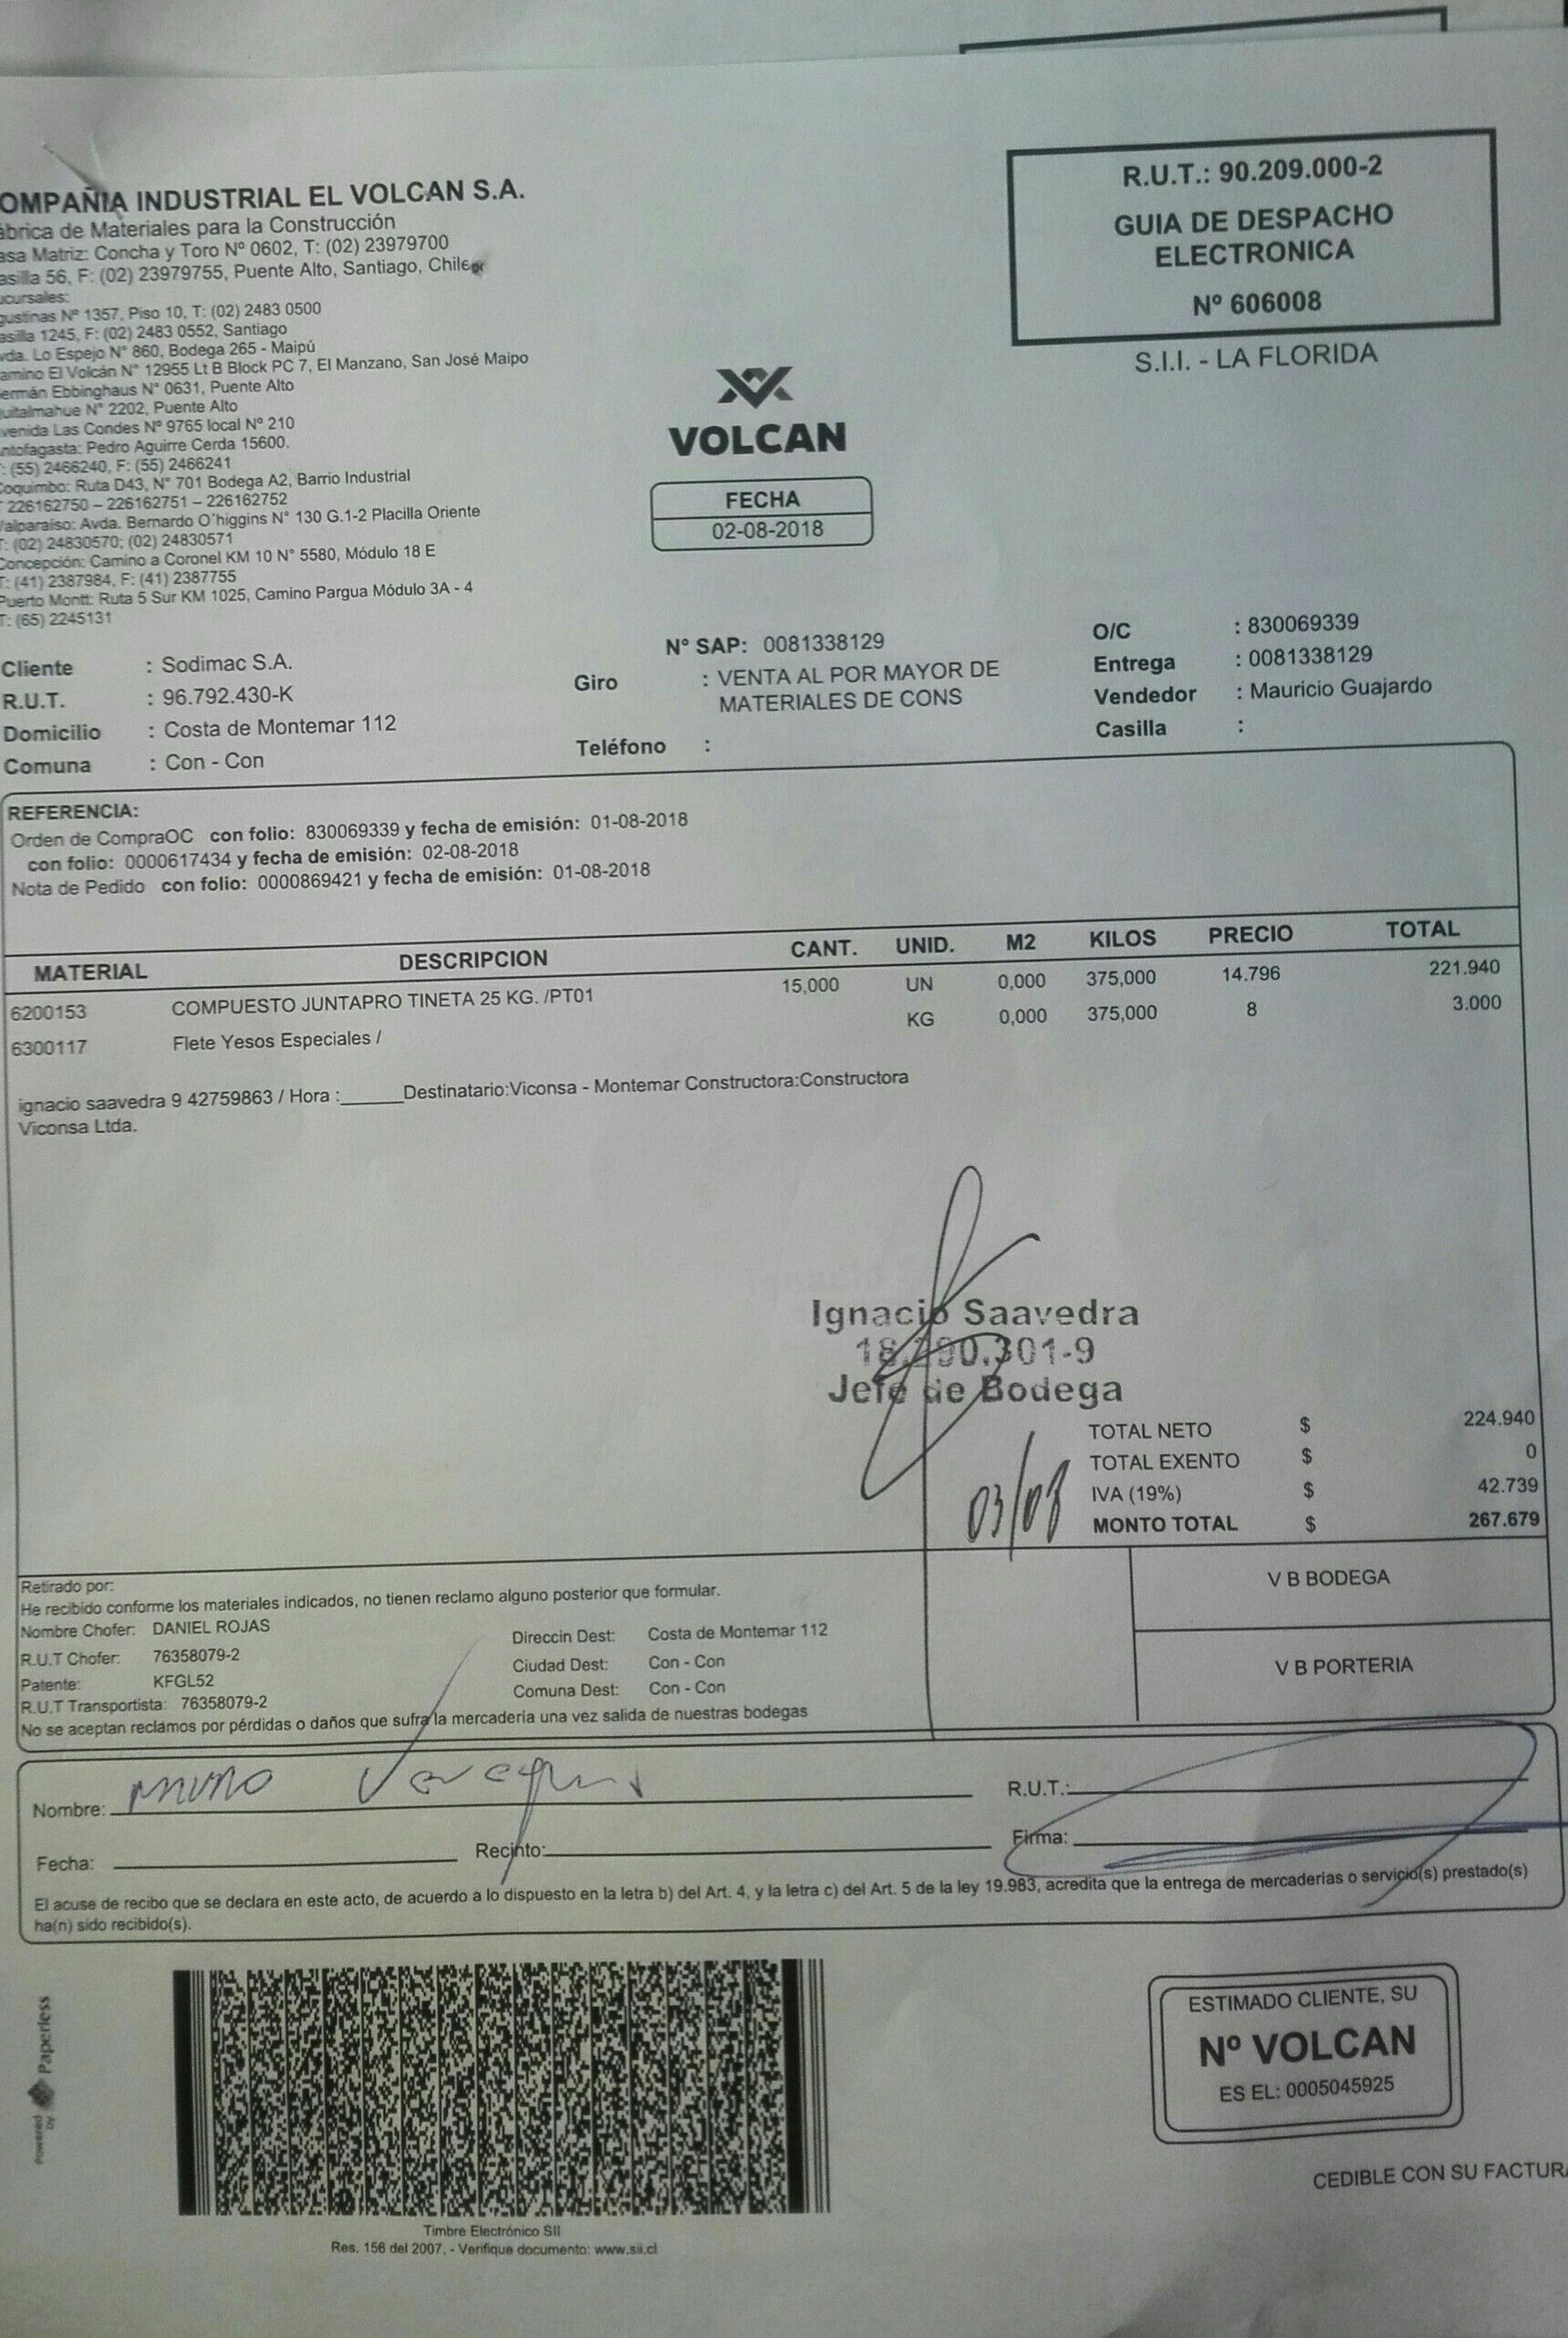 OMPAÑIA INDUSTRIAL EL VOLCAN S.A.
ábrica de Materiales para la Construcción
asa Matriz: Concha y Toro Nº 0602, T: (02) 23979700
asilla 56, F: (02) 23979755, Puente Alto, Santiago, Chile
ucursales:
gustinas Nº 1357, Piso 10, T: (02) 2483 0500
asilla 1245, F: (02) 2483 0552, Santiago
vda. Lo Espejo N° 860, Bodega 265 - Maipú
amino El Volcán N° 12955 Lt B Block PC 7, El Manzano, San José Maipo
ermán Ebbinghaus N° 0631, Puente Alto
uitalmahue N° 2202, Puente Alto
venida Las Condes Nº 9765 local Nº 210
ntofagasta: Pedro Aguirre Cerda 15600.
: (55) 2466240, F: (55) 2466241
Coquimbo: Ruta D43, N° 701 Bodega A2, Barrio Industrial
226162750 – 226162751 – 226162752
Valparaíso: Avda. Bernardo O´higgins N° 130 G.1-2 Placilla Oriente
T: (02) 24830570; (02) 24830571
Concepción: Camino a Coronel KM 10 N° 5580, Módulo 18 E
T: (41) 2387984, F: (41) 2387755
Puerto Montt: Ruta 5 Sur KM 1025, Camino Pargua Módulo 3A - 4
T: (65) 2245131
R.U.T.: 90.209.000-2
GUIA DE DESPACHO
ELECTRONICA
Nº 606008
S.I.I. - LA FLORIDA
VOLCAN
FECHA
02-08-2018
Cliente : Sodimac S.A.
R.U.T. : 96.792.430-K
Domicilio : Costa de Montemar 112
Comuna : Con - Con
N° SAP: 0081338129
Giro : VENTA AL POR MAYOR DE
MATERIALES DE CONS
Teléfono :
O/C : 830069339
Entrega : 0081338129
Vendedor : Mauricio Guajardo
Casilla :
REFERENCIA:
Orden de CompraOC con folio: 830069339 y fecha de emisión: 01-08-2018
con folio: 0000617434 y fecha de emisión: 02-08-2018
Nota de Pedido con folio: 0000869421 y fecha de emisión: 01-08-2018
MATERIAL DESCRIPCION CANT. UNID. M2 KILOS PRECIO TOTAL
6200153 COMPUESTO JUNTAPRO TINETA 25 KG. /PT01 15,000 UN 0,000 375,000 14.796 221.940
6300117 Flete Yesos Especiales / KG 0,000 375,000 8 3.000
ignacio saavedra 9 42759863 / Hora :______Destinatario:Viconsa - Montemar Constructora:Constructora
Viconsa Ltda.
Ignacio Saavedra
301-9
Jefe de Bodega
03/08
TOTAL NETO $ 224.940
TOTAL EXENTO $ 0
IVA (19%) $ 42.739
MONTO TOTAL $ 267.679
Retirado por:
He recibido conforme los materiales indicados, no tienen reclamo alguno posterior que formular.
Nombre Chofer: DANIEL ROJAS
R.U.T Chofer: 76358079-2
Patente: KFGL52
R.U.T Transportista: 76358079-2
Direccin Dest: Costa de Montemar 112
Ciudad Dest: Con - Con
Comuna Dest: Con - Con
No se aceptan reclamos por pérdidas o daños que sufra la mercadería una vez salida de nuestras bodegas
V B BODEGA
V B PORTERIA
Nombre:
R.U.T.:
Fecha:
Recinto:
Firma:
El acuse de recibo que se declara en este acto, de acuerdo a lo dispuesto en la letra b) del Art. 4, y la letra c) del Art. 5 de la ley 19.983, acredita que la entrega de mercaderías o servicio(s) prestado(s)
ha(n) sido recibido(s).
Powered by Paperless
Timbre Electrónico SII
Res. 156 del 2007. - Verifique documento: www.sii.cl
ESTIMADO CLIENTE, SU
Nº VOLCAN
ES EL: 0005045925
CEDIBLE CON SU FACTURA